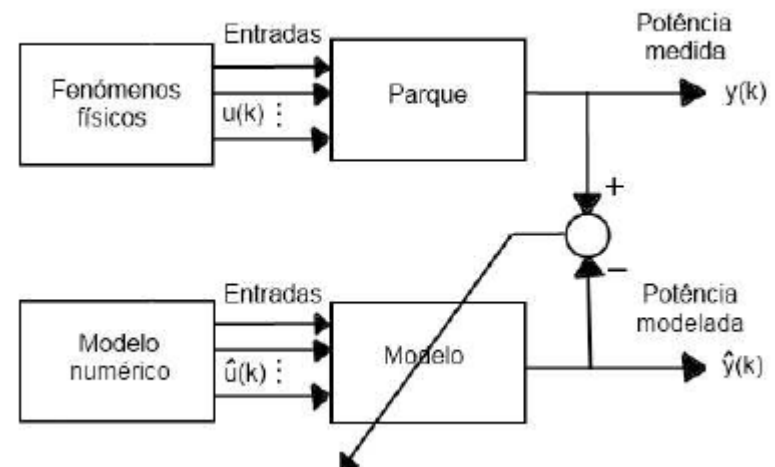 Potência
medida
Entradas
Fenómenos
físicos
u(k) ⋮
Parque
y(k)
+
−
Entradas
Potência
modelada
Modelo
numérico
û(k) ⋮
Modelo
ŷ(k)